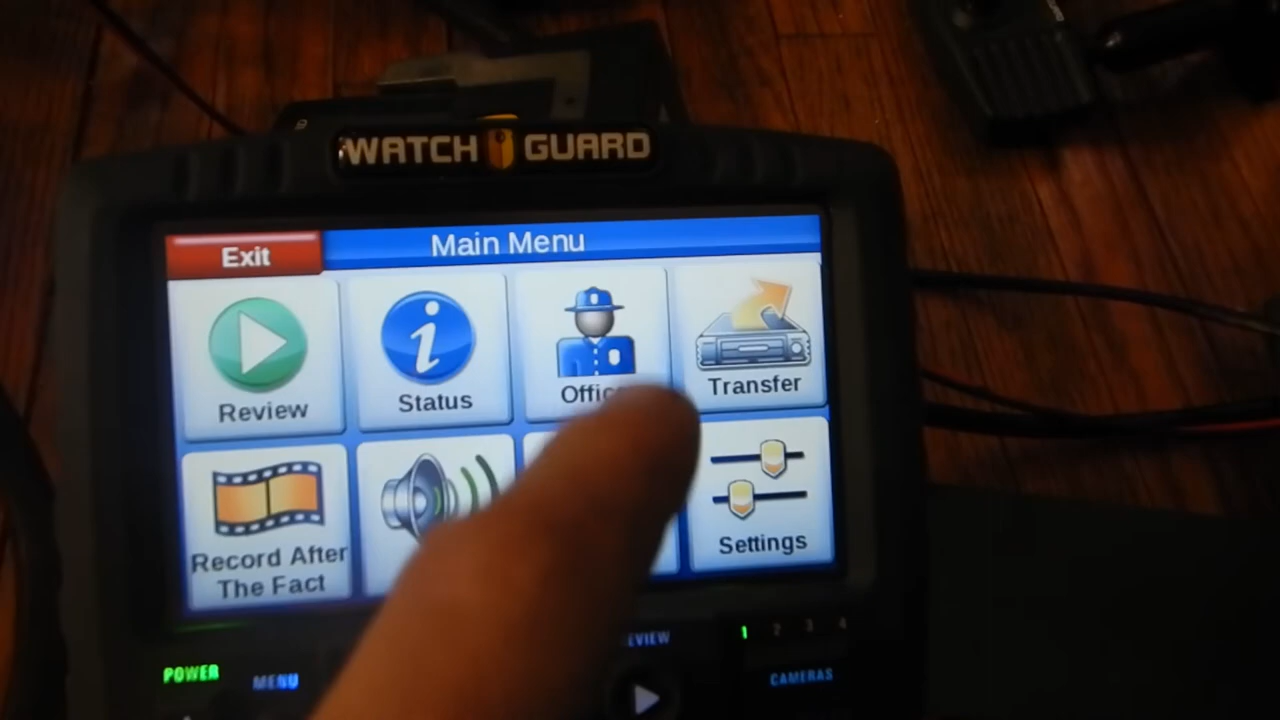 WATCH GUARD
Exit
Main Menu
Review
Status
Transfer
Record After
The Fact
Settings
POWER
MENU
1 2 3 4
CAMERAS